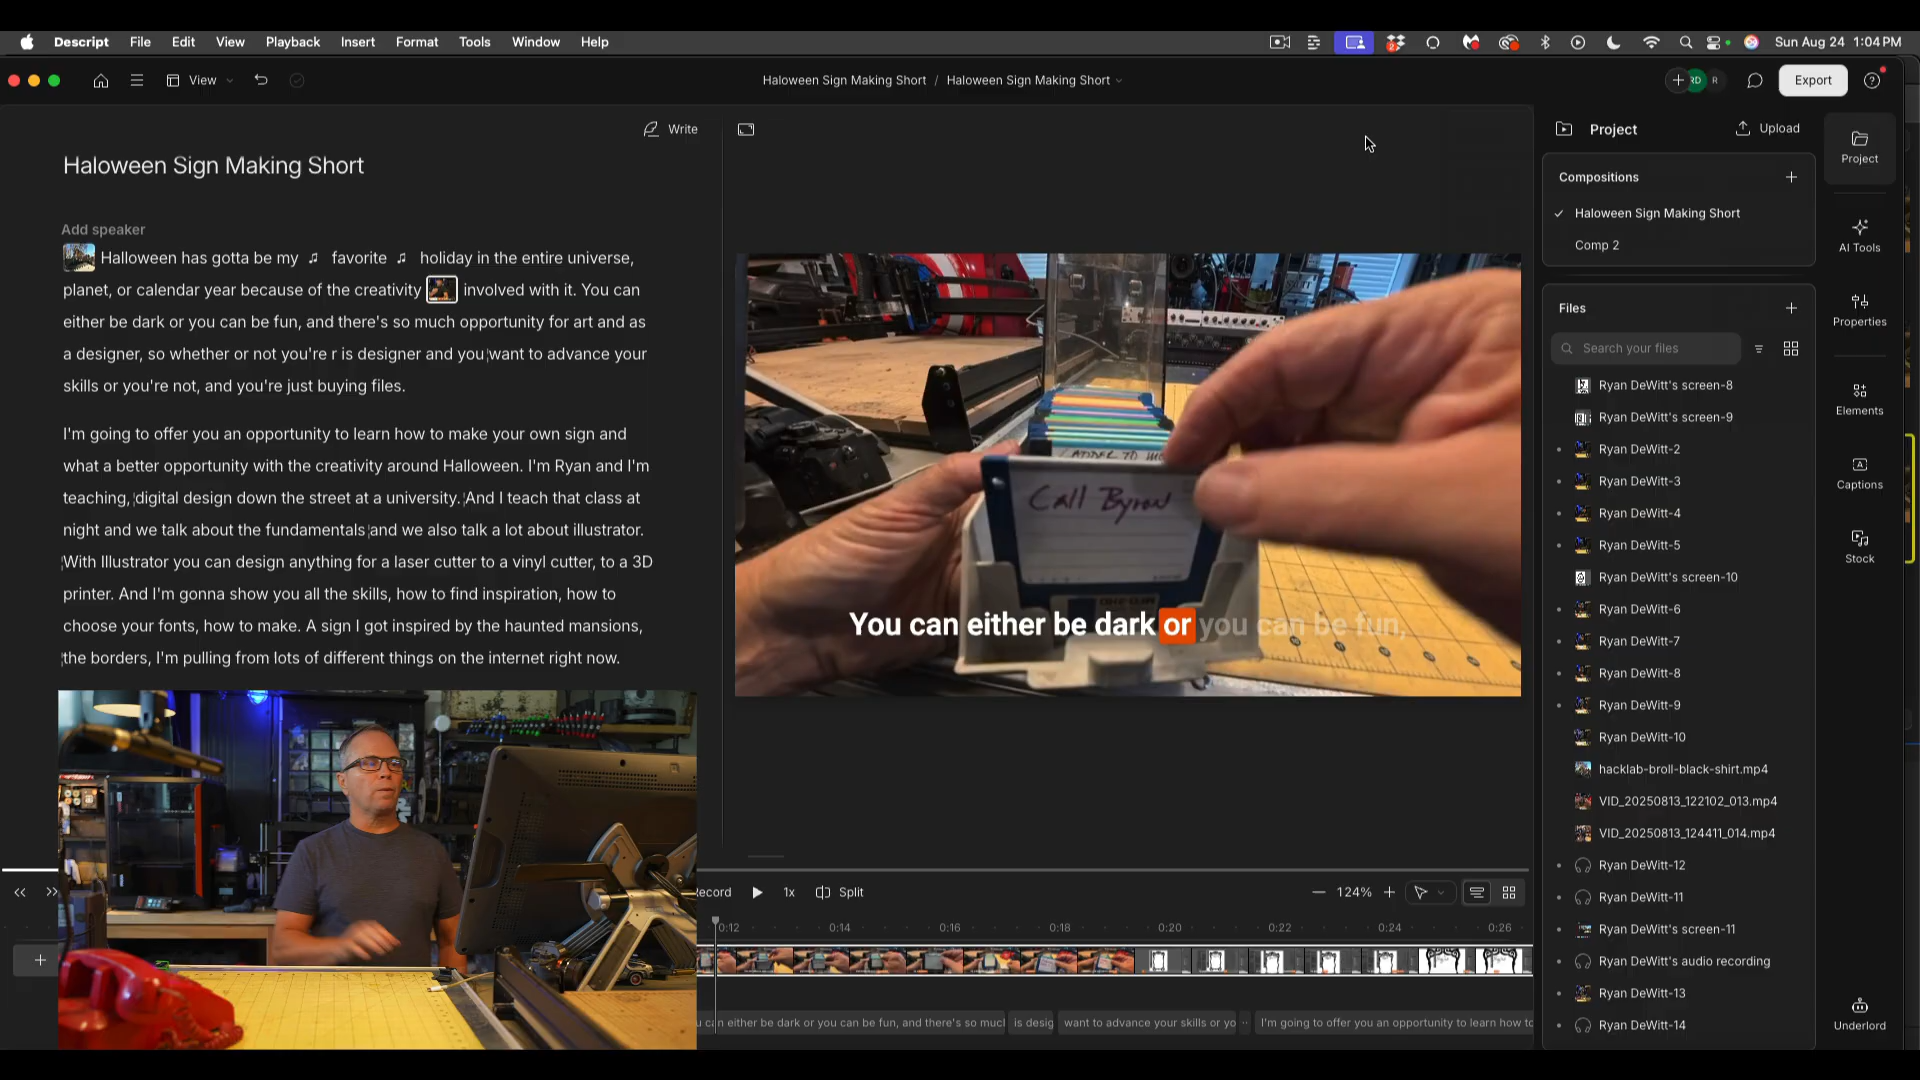 Descript File Edit View Playback Insert Format Tools Window Help
Sun Aug 24 1:04 PM
View
Haloween Sign Making Short / Haloween Sign Making Short
RD
R
Export
Write
Haloween Sign Making Short
Add speaker
Halloween has gotta be my ♫ favorite ♫ holiday in the entire universe,
planet, or calendar year because of the creativity involved with it. You can
either be dark or you can be fun, and there's so much opportunity for art and as
a designer, so whether or not you're r is designer and you want to advance your
skills or you're not, and you're just buying files.
I'm going to offer you an opportunity to learn how to make your own sign and
what a better opportunity with the creativity around Halloween. I'm Ryan and I'm
teaching, digital design down the street at a university. And I teach that class at
night and we talk about the fundamentals and we also talk a lot about illustrator.
With Illustrator you can design anything for a laser cutter to a vinyl cutter, to a 3D
printer. And I'm gonna show you all the skills, how to find inspiration, how to
choose your fonts, how to make. A sign I got inspired by the haunted mansions,
the borders, I'm pulling from lots of different things on the internet right now.
Call Byron
You can either be dark or you can be fun,
Project
Upload
Compositions
Haloween Sign Making Short
Comp 2
Files
Search your files
Ryan DeWitt's screen-8
Ryan DeWitt's screen-9
Ryan DeWitt-2
Ryan DeWitt-3
Ryan DeWitt-4
Ryan DeWitt-5
Ryan DeWitt's screen-10
Ryan DeWitt-6
Ryan DeWitt-7
Ryan DeWitt-8
Ryan DeWitt-9
Ryan DeWitt-10
hacklab-broll-black-shirt.mp4
VID_20250813_122102_013.mp4
VID_20250813_124411_014.mp4
Ryan DeWitt-12
Ryan DeWitt-11
Ryan DeWitt's screen-11
Ryan DeWitt's audio recording
Ryan DeWitt-13
Ryan DeWitt-14
Project
AI Tools
Properties
Elements
Captions
Stock
Underlord
ecord
1x
Split
124%
0:12 0:14 0:16 0:18 0:20 0:22 0:24 0:26
u can either be dark or you can be fun, and there's so mucl
is desig
want to advance your skills or yo
I'm going to offer you an opportunity to learn how to